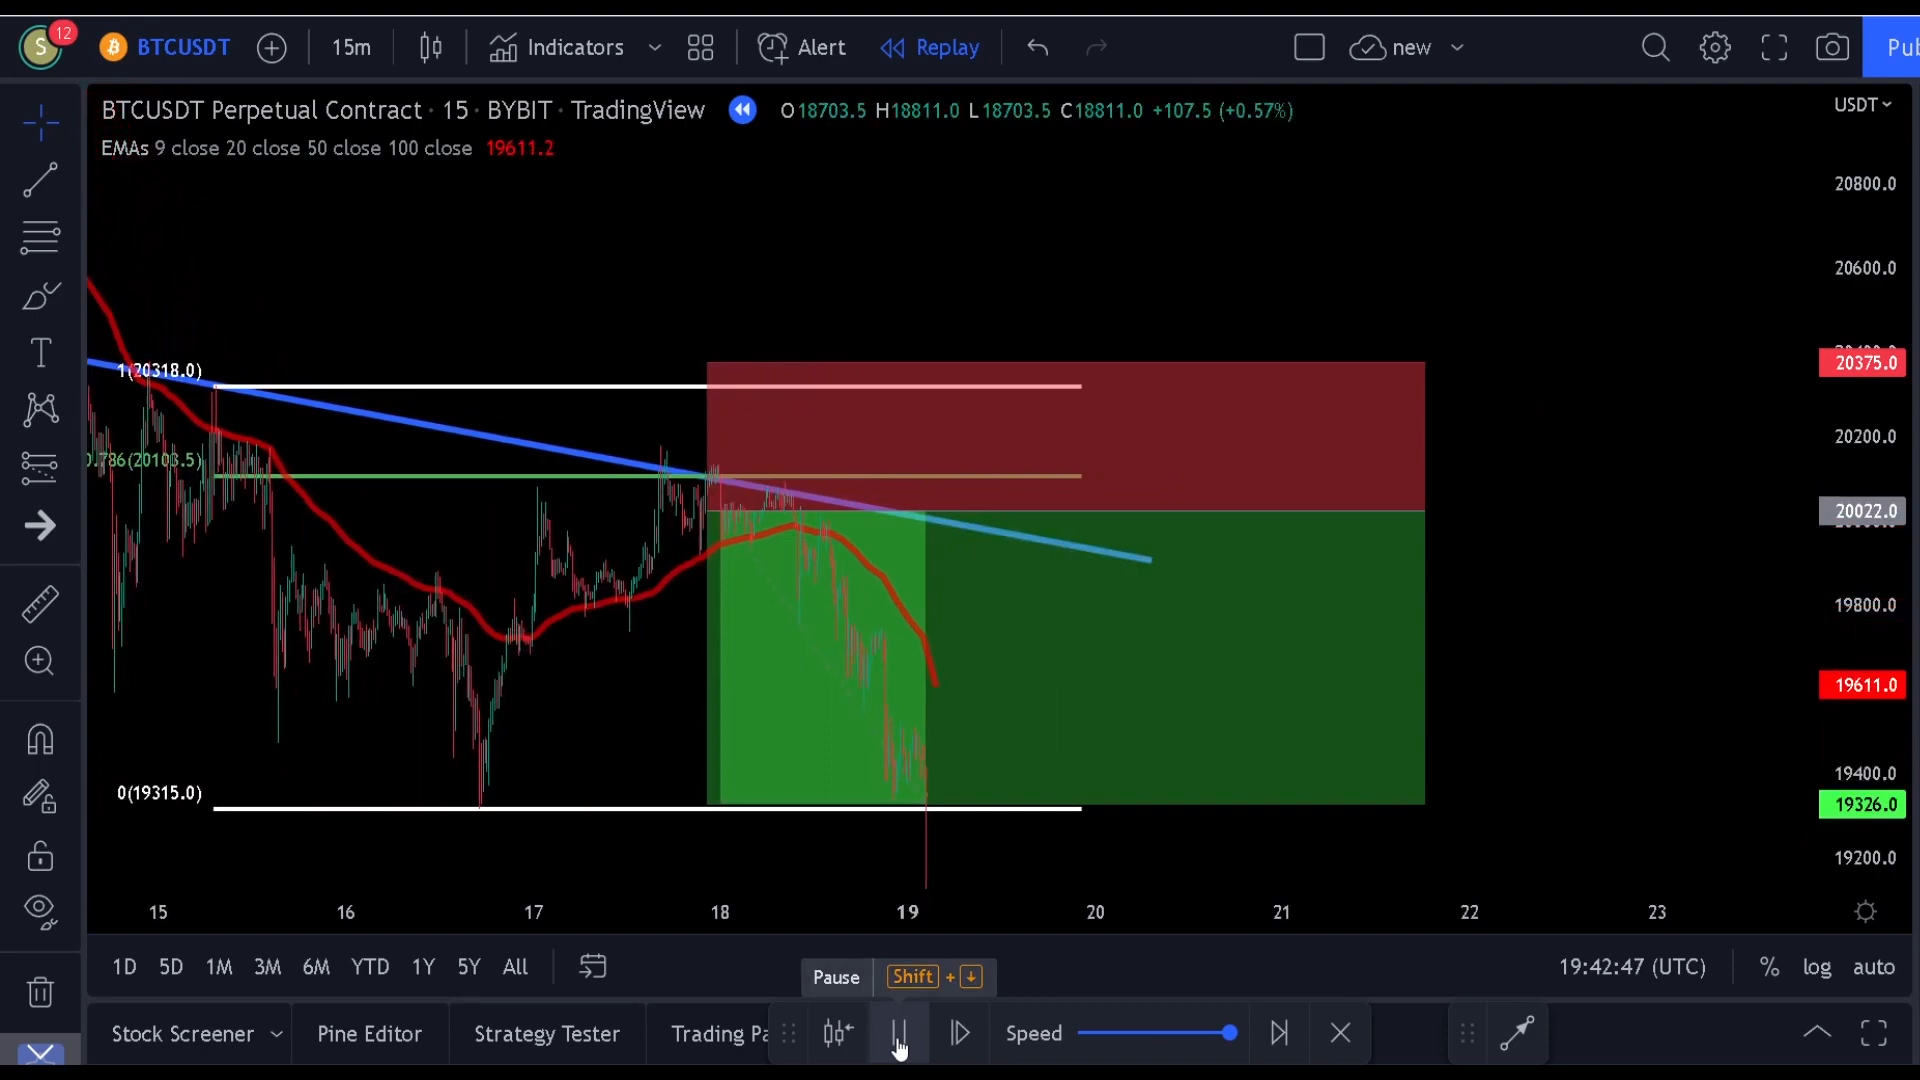 S
12
BTCUSDT
15m
Indicators
Alert
Replay
new
Pub
BTCUSDT Perpetual Contract · 15 · BYBIT · TradingView
O18703.5 H18811.0 L18703.5 C18811.0 +107.5 (+0.57%)
USDT
EMAs 9 close 20 close 50 close 100 close 19611.2
20800.0
20600.0
20375.0
1(20318.0)
20200.0
0.786(20103.5)
20022.0
19800.0
19611.0
19400.0
0(19315.0)
19326.0
19200.0
15 16 17 18 19 20 21 22 23
1D 5D 1M 3M 6M YTD 1Y 5Y All
19:42:47 (UTC) % log auto
Pause Shift + ↓
Stock Screener
Pine Editor
Strategy Tester
Trading Pa
Speed